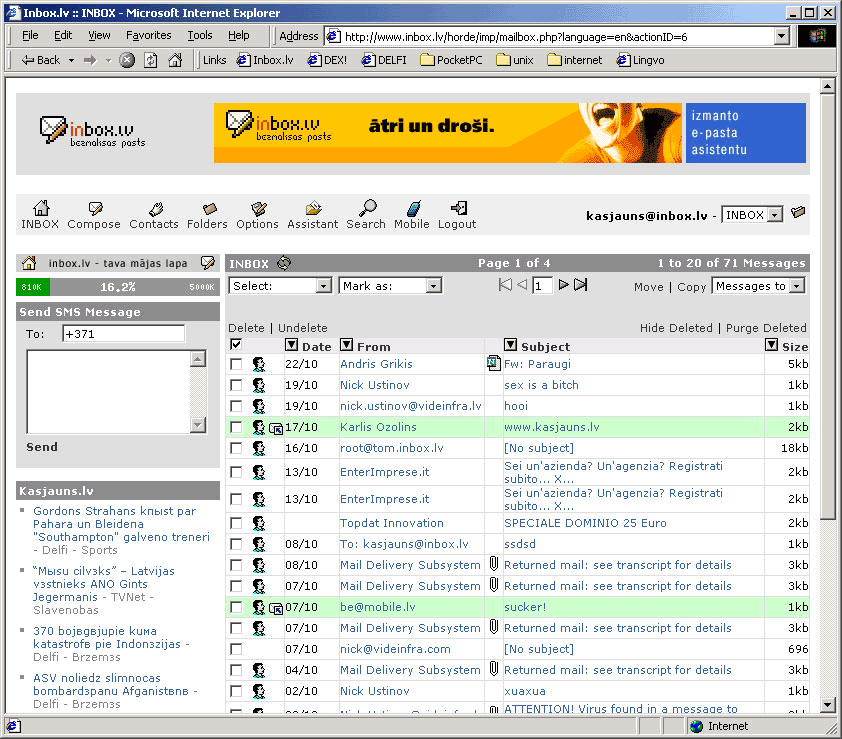 Inbox.lv :: INBOX - Microsoft Internet Explorer
File Edit View Favorites Tools Help Address http://www.inbox.lv/horde/imp/mailbox.php?language=en&actionID=6
Back Links Inbox.lv DEX! DELFI PocketPC unix internet Lingvo
inbox.lv
bezmaksas pasts
inbox.lv
bezmaksas pasts
ātri un droši.
izmanto
e-pasta
asistentu
INBOX Compose Contacts Folders Options Assistant Search Mobile Logout
kasjauns@inbox.lv - INBOX
inbox.lv - tava mājas lapa
810K 16.2% 5000K
Send SMS Message
To: +371
Send
Kasjauns.lv
Gordons Strahans kпыst par
Pahara un Bleidena
"Southampton" galveno treneri
- Delfi - Sports
“Mыsu cilvзks” – Latvijas
vзstnieks ANO Gints
Jegermanis - TVNet -
Slavenobas
370 bojвgвjuрie kuмa
katastrofв pie Indonзzijas -
Delfi - Brzemзs
ASV noliedz slimnocas
bombardзрanu Afganistвnв -
Delfi - Brzemзs
INBOX Page 1 of 4 1 to 20 of 71 Messages
Select: Mark as: 1 Move | Copy Messages to
Delete | Undelete Hide Deleted | Purge Deleted
Date From Subject Size
22/10 Andris Grikis Fw: Paraugi 5kb
19/10 Nick Ustinov sex is a bitch 1kb
19/10 nick.ustinov@videinfra.lv hooi 1kb
17/10 Karlis Ozolins www.kasjauns.lv 2kb
16/10 root@tom.inbox.lv [No subject] 18kb
13/10 EnterImprese.it Sei un'azienda? Un'agenzia? Registrati
subito... X... 2kb
13/10 EnterImprese.it Sei un'azienda? Un'agenzia? Registrati
subito... X... 2kb
Topdat Innovation SPECIALE DOMINIO 25 Euro 2kb
08/10 To: kasjauns@inbox.lv ssdsd 1kb
08/10 Mail Delivery Subsystem Returned mail: see transcript for details 3kb
07/10 Mail Delivery Subsystem Returned mail: see transcript for details 3kb
07/10 be@mobile.lv sucker! 1kb
07/10 Mail Delivery Subsystem Returned mail: see transcript for details 3kb
07/10 nick@videinfra.com [No subject] 696
04/10 Mail Delivery Subsystem Returned mail: see transcript for details 3kb
02/10 Nick Ustinov xuaxua 1kb
ATTENTION! Virus found in a message to
Internet